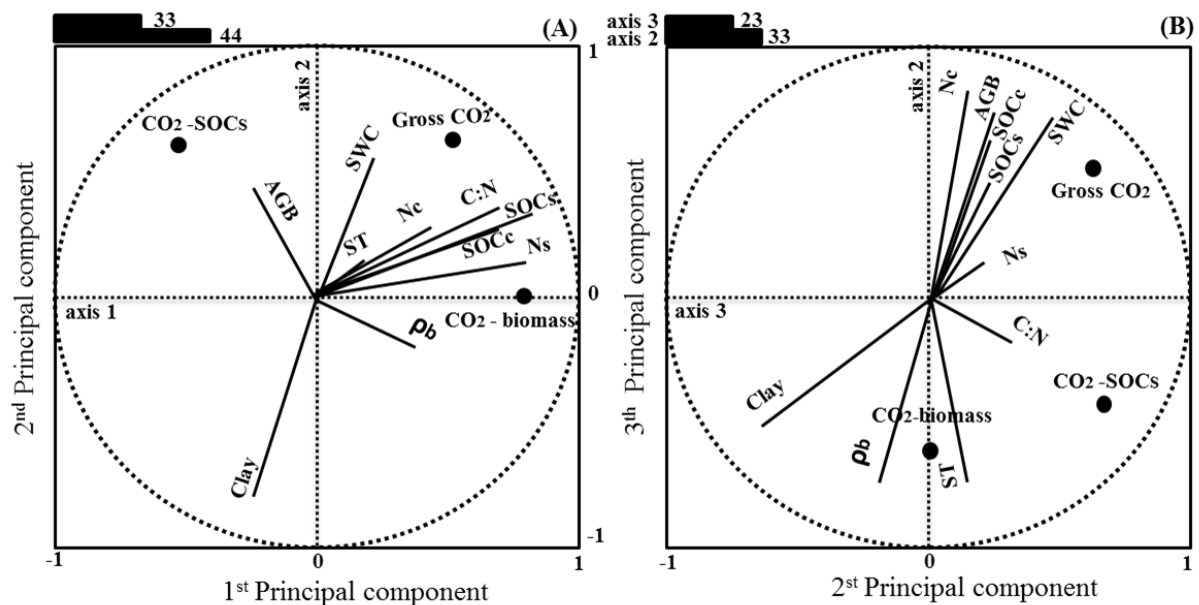 33
44
(A)
axis 2
CO2 -SOCs
Gross CO2
SWC
AGB
Nc
C:N
SOCs
SOCc
ST
Ns
axis 1
CO2 - biomass
ρb
Clay
1
0
-1
-1
0
1
2nd Principal component
1st Principal component
axis 3
23
axis 2
33
(B)
axis 2
Nc
AGB
SOCc
SOCs
SWC
Gross CO2
Ns
axis 3
C:N
CO2 -SOCs
Clay
CO2-biomass
ρb
ST
-1
0
1
3th Principal component
2st Principal component